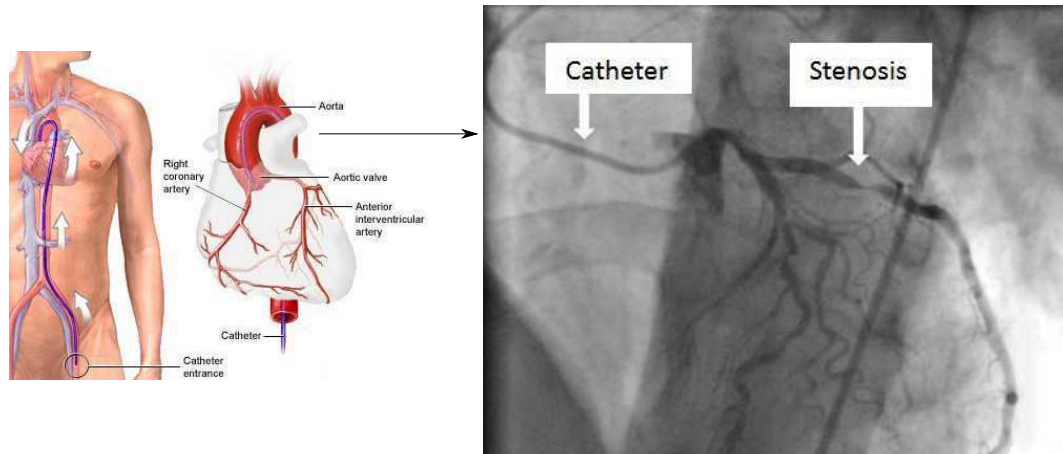 Catheter
entrance
Aorta
Right
coronary
artery
Aortic valve
Anterior
interventricular
artery
Catheter
Catheter
Stenosis